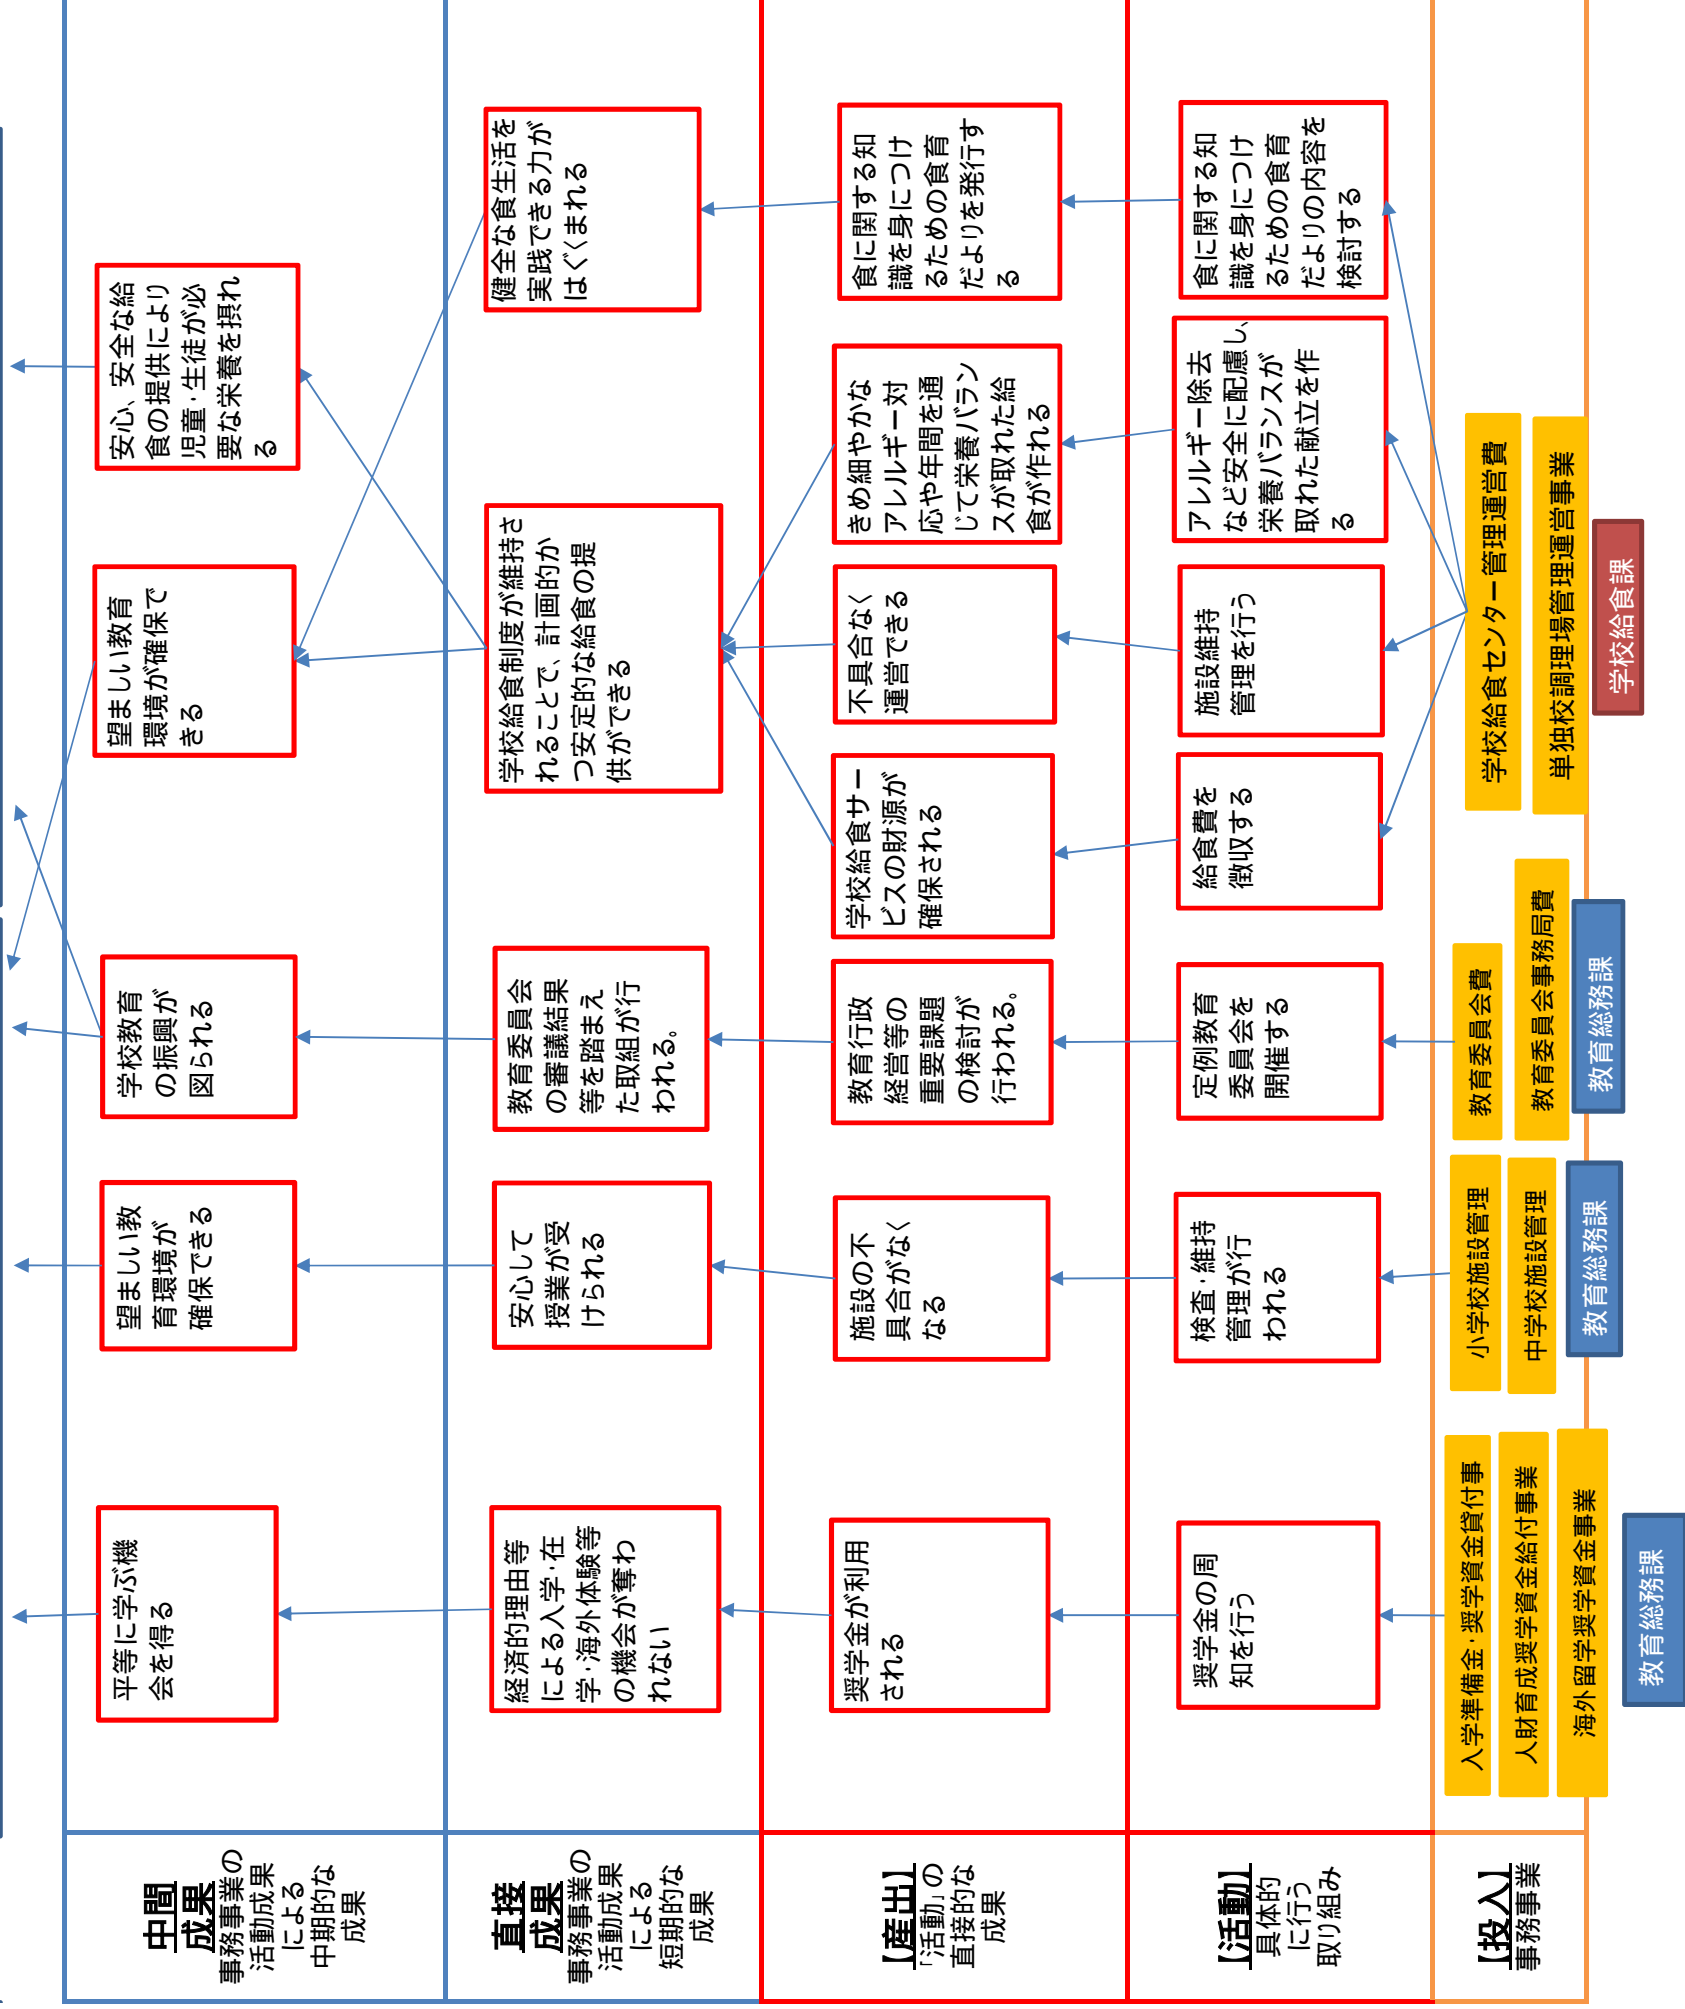 中間
成果
事務事業の
活動成果
による
中期的な
成果
平等に学ぶ機
会を得る
望ましい教
育環境が
確保できる
学校教育
の振興が
図られる
望ましい教育
環境が確保で
きる
安心、安全な給
食の提供により
児童・生徒が必
要な栄養を摂れ
る
直接
成果
事務事業の
活動成果
による
短期的な
成果
経済的理由等
による入学・在
学・海外体験等
の機会が奪わ
れない
安心して
授業が受
けられる
教育委員会
の審議結果
等を踏まえ
た取組が行
われる。
学校給食制度が維持さ
れることで、計画的か
つ安定的な給食の提
供ができる
健全な食生活を
実践できる力が
はぐくまれる
【産出】
「活動」の
直接的な
成果
奨学金が利用
される
施設の不
具合がなく
なる
教育行政
経営等の
重要課題
の検討が
行われる。
学校給食サー
ビスの財源が
確保される
不具合なく
運営できる
きめ細やかな
アレルギー対
応や年間を通
じて栄養バラン
スが取れた給
食が作れる
食に関する知
識を身につけ
るための食育
だよりを発行す
る
【活動】
具体的
に行う
取り組み
奨学金の周
知を行う
検査・維持
管理が行
われる
定例教育
委員会を
開催する
給食費を
徴収する
施設維持
管理を行う
アレルギー除去
など安全に配慮し、
栄養バランスが
取れた献立を作
る
食に関する知
識を身につけ
るための食育
だよりの内容を
検討する
【投入】
事務事業
入学準備金・奨学資金貸付事
人財育成奨学資金給付事業
海外留学奨学資金事業
教育総務課
小学校施設管理
中学校施設管理
教育総務課
教育委員会費
教育委員会事務局費
教育総務課
学校給食センター管理運営費
単独校調理場管理運営事業
学校給食課